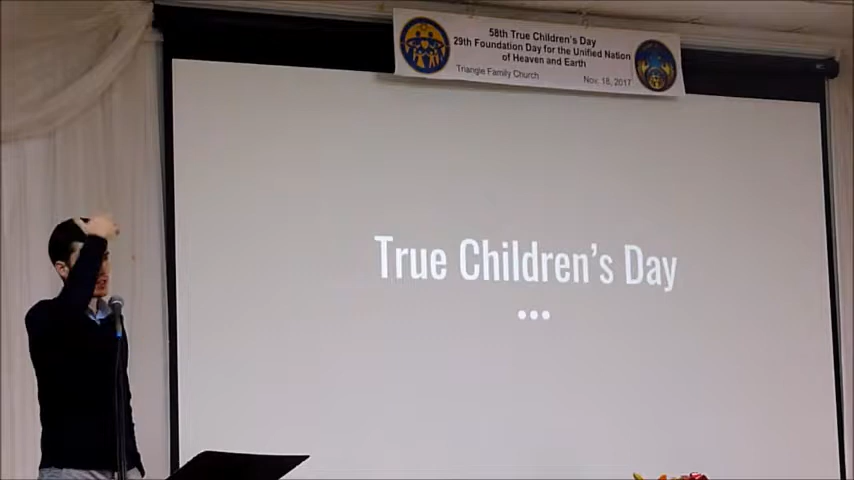 58th True Children's Day
29th Foundation Day for the Unified Nation
of Heaven and Earth
Triangle Family Church
Nov. 18, 2017
True Children's Day